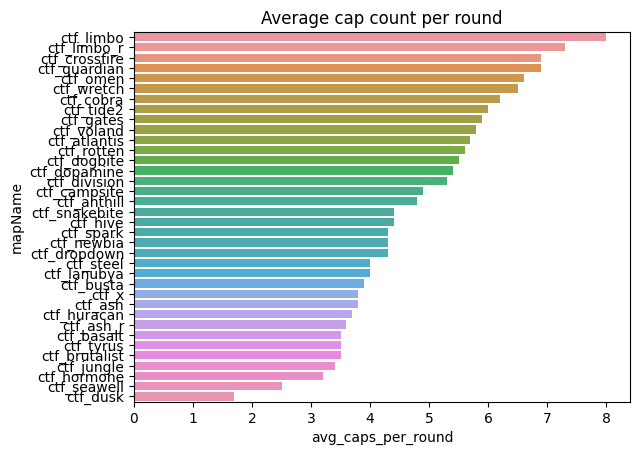 Average cap count per round
ctf_limbo
ctf_limbo_r
ctf_crossfire
ctf_guardian
ctf_omen
ctf_wretch
ctf_cobra
ctf_tide2
ctf_gates
ctf_voland
ctf_atlantis
ctf_rotten
ctf_dogbite
ctf_dopamine
ctf_division
ctf_campsite
ctf_anthill
ctf_snakebite
ctf_hive
ctf_spark
ctf_newbia
ctf_dropdown
ctf_steel
ctf_lanubya
ctf_busta
ctf_x
ctf_ash
ctf_huracan
ctf_ash_r
ctf_basalt
ctf_tyrus
ctf_brutalist
ctf_jungle
ctf_hormone
ctf_seawell
ctf_dusk
mapName
0 1 2 3 4 5 6 7 8
avg_caps_per_round